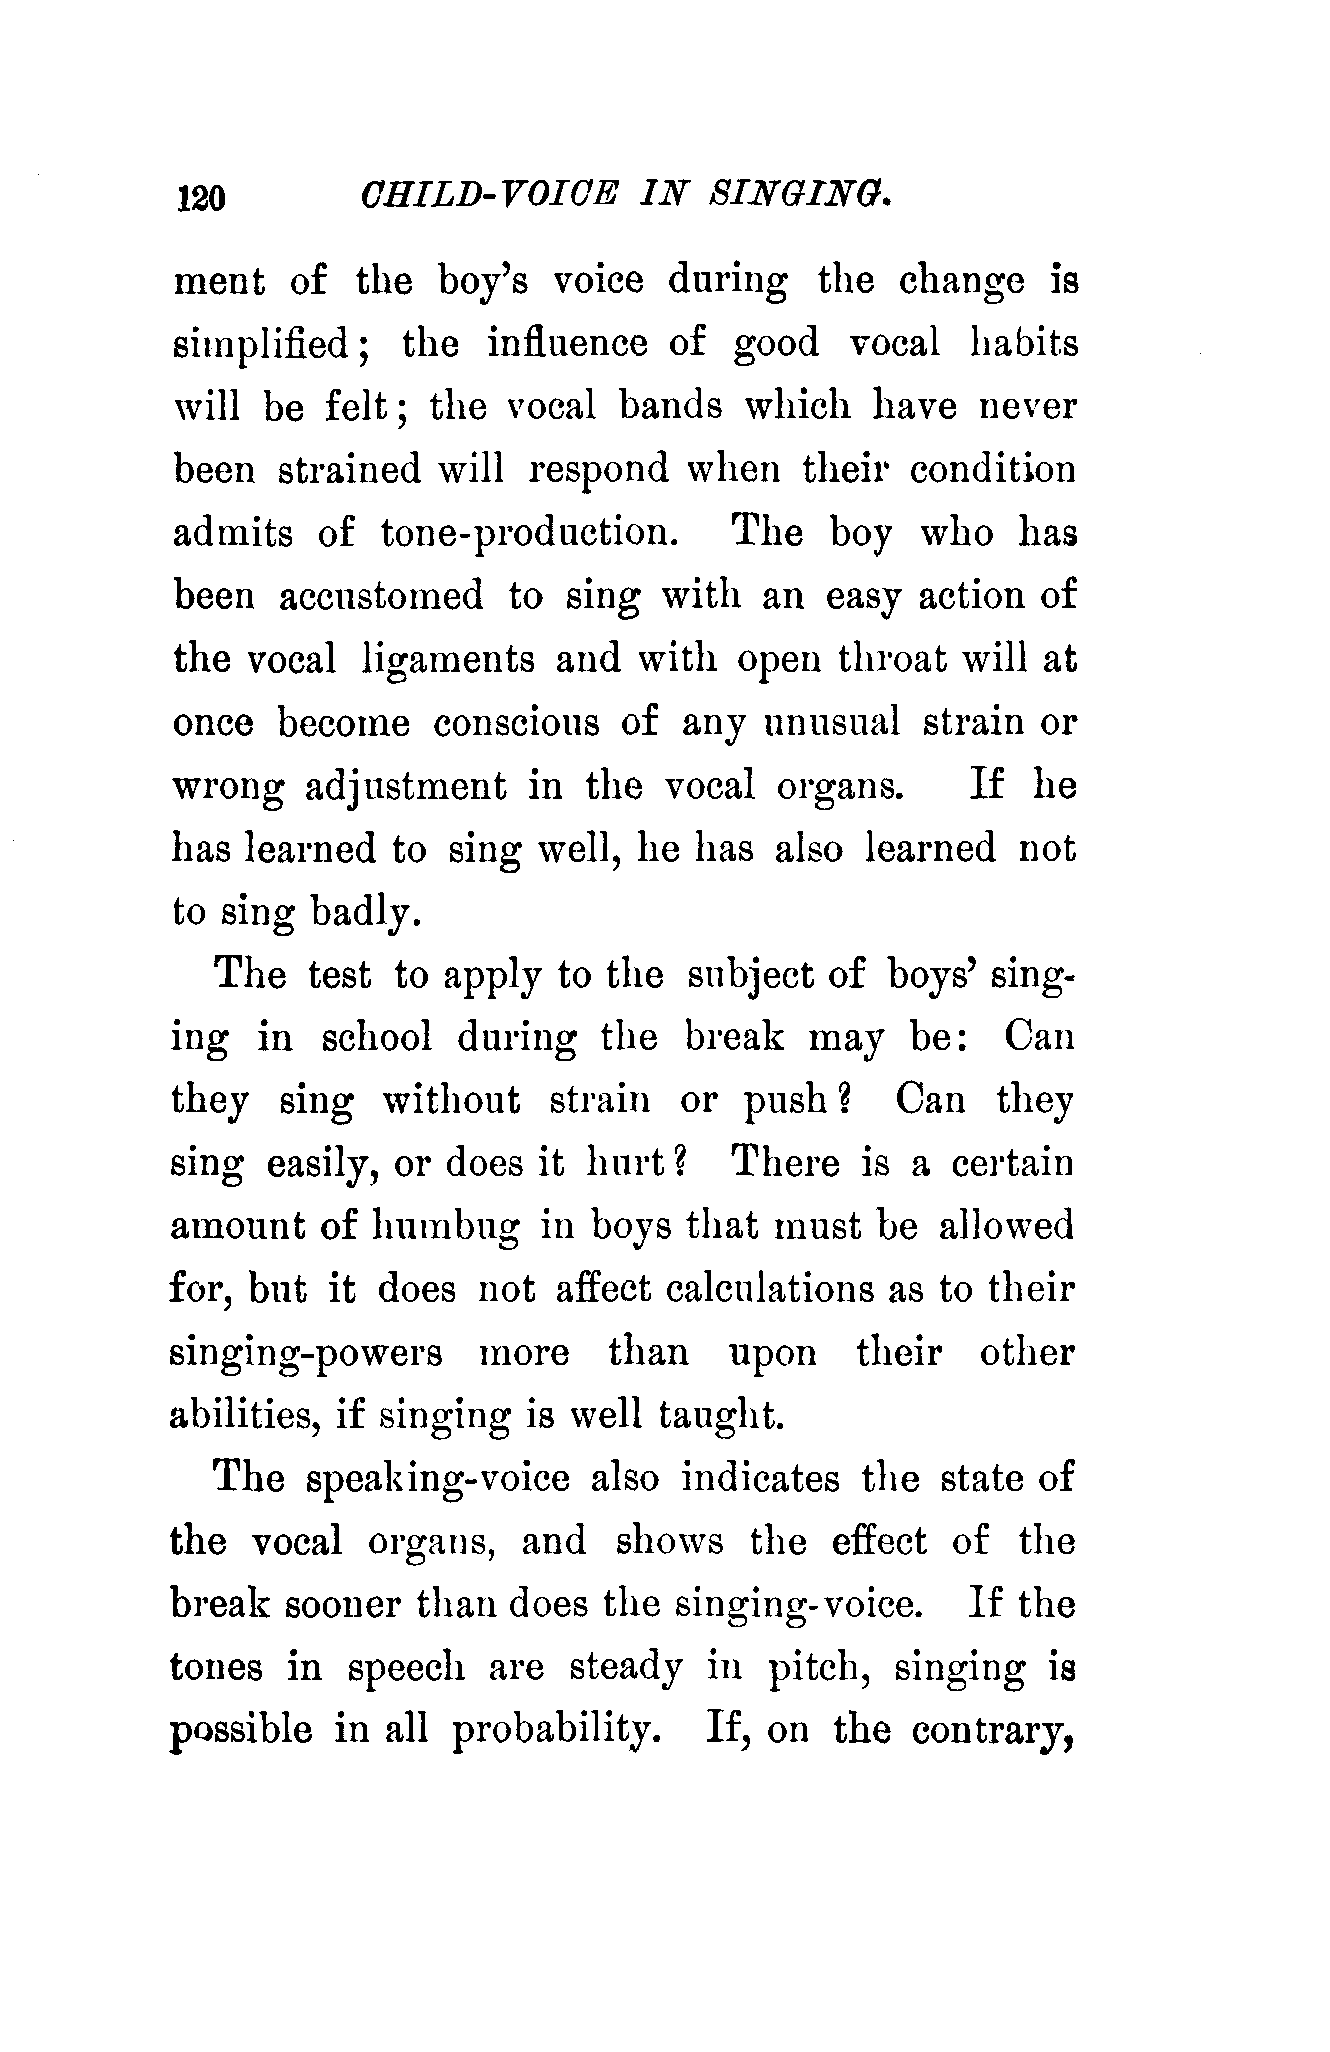 120 CHILD-VOICE IN SINGING.
ment of the boy's voice during the change is
simplified; the influence of good vocal habits
will be felt; the vocal bands which have never
been strained will respond when their condition
admits of tone-production. The boy who has
been accustomed to sing with an easy action of
the vocal ligaments and with open throat will at
once become conscious of any unusual strain or
wrong adjustment in the vocal organs. If he
has learned to sing well, he has also learned not
to sing badly.
The test to apply to the subject of boys' sing-
ing in school during the break may be: Can
they sing without strain or push? Can they
sing easily, or does it hurt? There is a certain
amount of humbug in boys that must be allowed
for, but it does not affect calculations as to their
singing-powers more than upon their other
abilities, if singing is well taught.
The speaking-voice also indicates the state of
the vocal organs, and shows the effect of the
break sooner than does the singing-voice. If the
tones in speech are steady in pitch, singing is
possible in all probability. If, on the contrary,